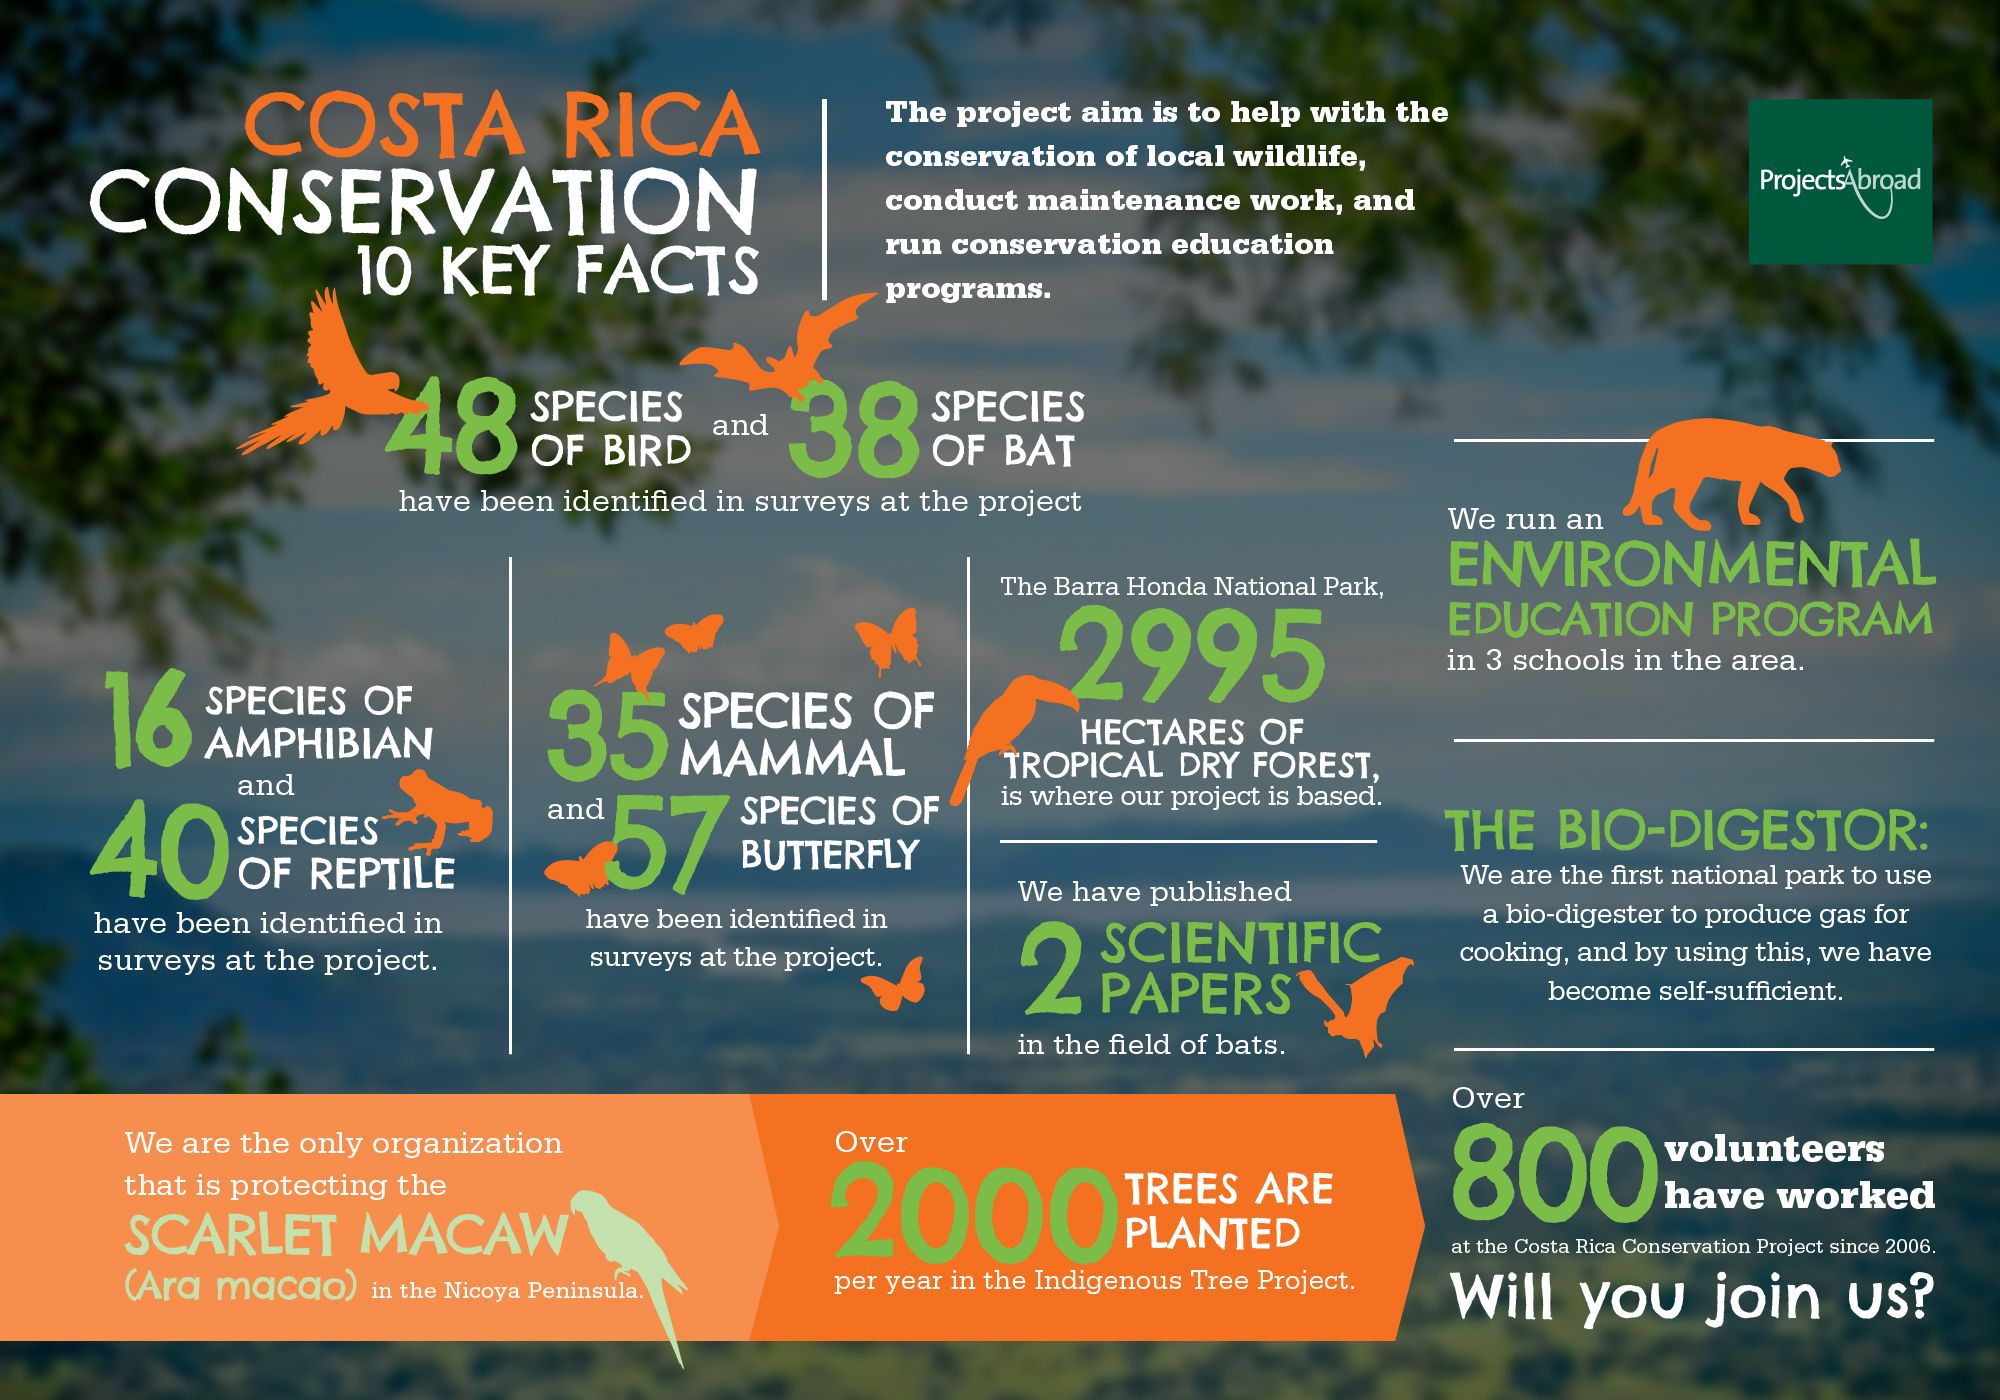 COSTA RICA
CONSERVATION
10 KEY FACTS
The project aim is to help with the
conservation of local wildlife,
conduct maintenance work, and
run conservation education
programs.
ProjectsAbroad
48 SPECIES
OF BIRD
and
38 SPECIES
OF BAT
have been identified in surveys at the project
16 SPECIES OF
AMPHIBIAN
and
40 SPECIES
OF REPTILE
have been identified in
surveys at the project.
35 SPECIES OF
MAMMAL
and 57 SPECIES OF
BUTTERFLY
have been identified in
surveys at the project.
The Barra Honda National Park,
2995
HECTARES OF
TROPICAL DRY FOREST,
is where our project is based.
We have published
2 SCIENTIFIC
PAPERS
in the field of bats.
We run an
ENVIRONMENTAL
EDUCATION PROGRAM
in 3 schools in the area.
THE BIO-DIGESTOR:
We are the first national park to use
a bio-digester to produce gas for
cooking, and by using this, we have
become self-sufficient.
We are the only organization
that is protecting the
SCARLET MACAW
(Ara macao) in the Nicoya Peninsula.
Over
2000 TREES ARE
PLANTED
per year in the Indigenous Tree Project.
Over
800 volunteers
have worked
at the Costa Rica Conservation Project since 2006.
Will you join us?